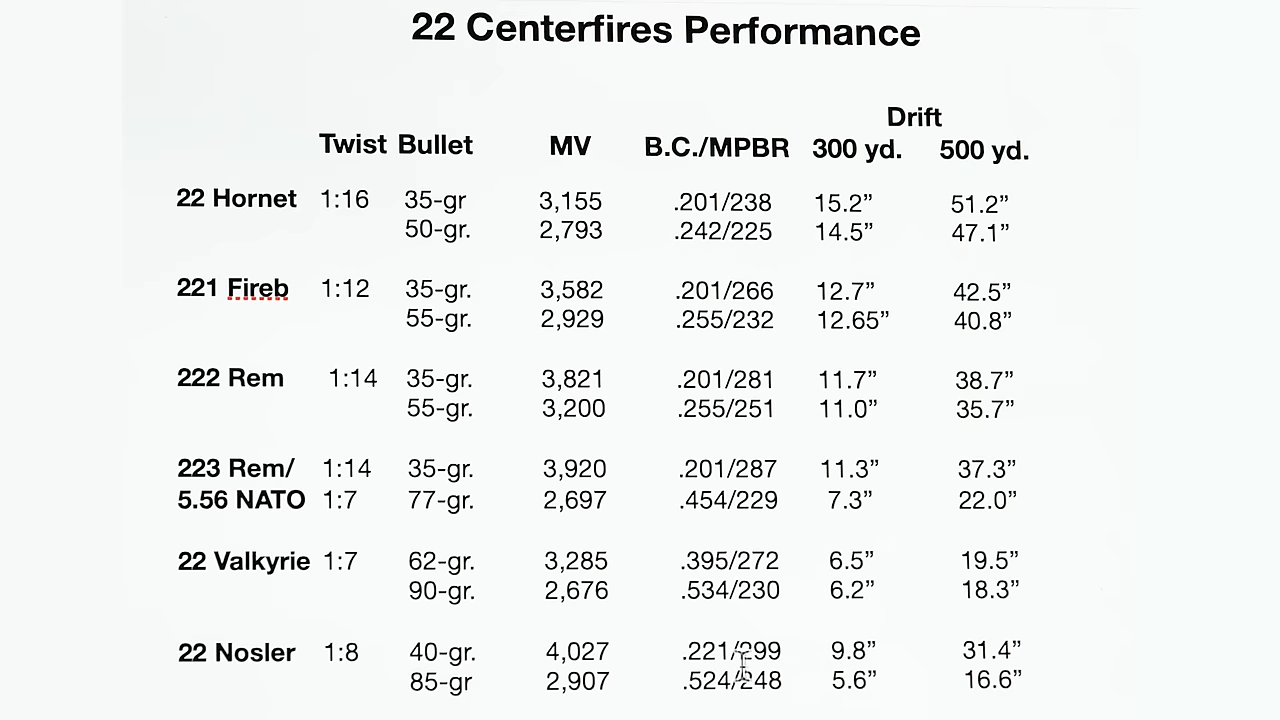 22 Centerfires Performance
Drift
Twist Bullet MV B.C./MPBR 300 yd. 500 yd.
22 Hornet 1:16 35-gr 3,155 .201/238 15.2” 51.2”
50-gr. 2,793 .242/225 14.5” 47.1”
221 Fireb 1:12 35-gr. 3,582 .201/266 12.7” 42.5”
55-gr. 2,929 .255/232 12.65” 40.8”
222 Rem 1:14 35-gr. 3,821 .201/281 11.7” 38.7”
55-gr. 3,200 .255/251 11.0” 35.7”
223 Rem/ 1:14 35-gr. 3,920 .201/287 11.3” 37.3”
5.56 NATO 1:7 77-gr. 2,697 .454/229 7.3” 22.0”
22 Valkyrie 1:7 62-gr. 3,285 .395/272 6.5” 19.5”
90-gr. 2,676 .534/230 6.2” 18.3”
22 Nosler 1:8 40-gr. 4,027 .221/299 9.8” 31.4”
85-gr 2,907 .524/248 5.6” 16.6”